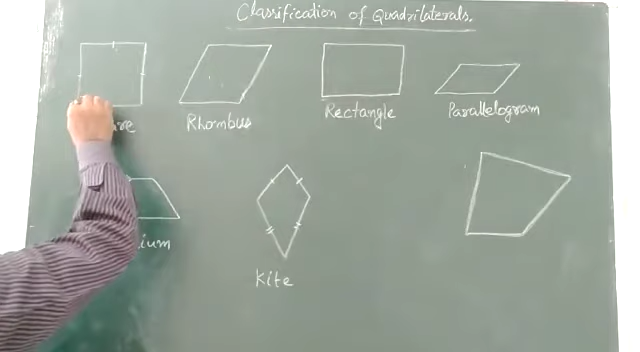 Classification of Quadrilaterals.
Rhombus
Rectangle
Parallelogram
Kite